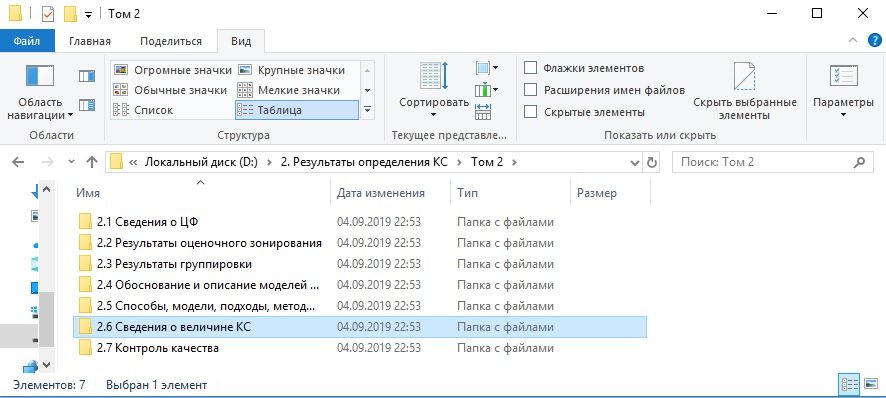 Том 2
Файл Главная Поделиться Вид
Область навигации
Области
Огромные значки Крупные значки
Обычные значки Мелкие значки
Список Таблица
Структура
Сортировать
Текущее представле...
Флажки элементов
Расширения имен файлов
Скрытые элементы
Скрыть выбранные элементы
Показать или скрыть
Параметры
« Локальный диск (D:) › 2. Результаты определения КС › Том 2 ›
Поиск: Том 2
Имя Дата изменения Тип Размер
2.1 Сведения о ЦФ 04.09.2019 22:53 Папка с файлами
2.2 Результаты оценочного зонирования 04.09.2019 22:53 Папка с файлами
2.3 Результаты группировки 04.09.2019 22:53 Папка с файлами
2.4 Обоснование и описание моделей ... 04.09.2019 22:53 Папка с файлами
2.5 Способы, модели, подходы, метод... 04.09.2019 22:53 Папка с файлами
2.6 Сведения о величине КС 04.09.2019 22:53 Папка с файлами
2.7 Контроль качества 04.09.2019 22:53 Папка с файлами
Элементов: 7 Выбран 1 элемент